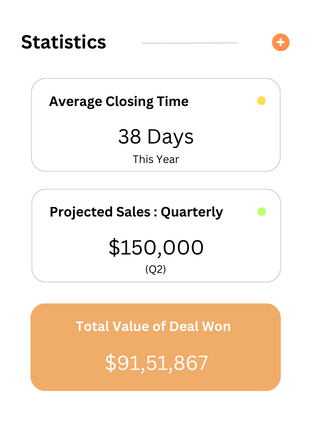 Statistics
Average Closing Time
38 Days
This Year
Projected Sales : Quarterly
$150,000
(Q2)
Total Value of Deal Won
$91,51,867